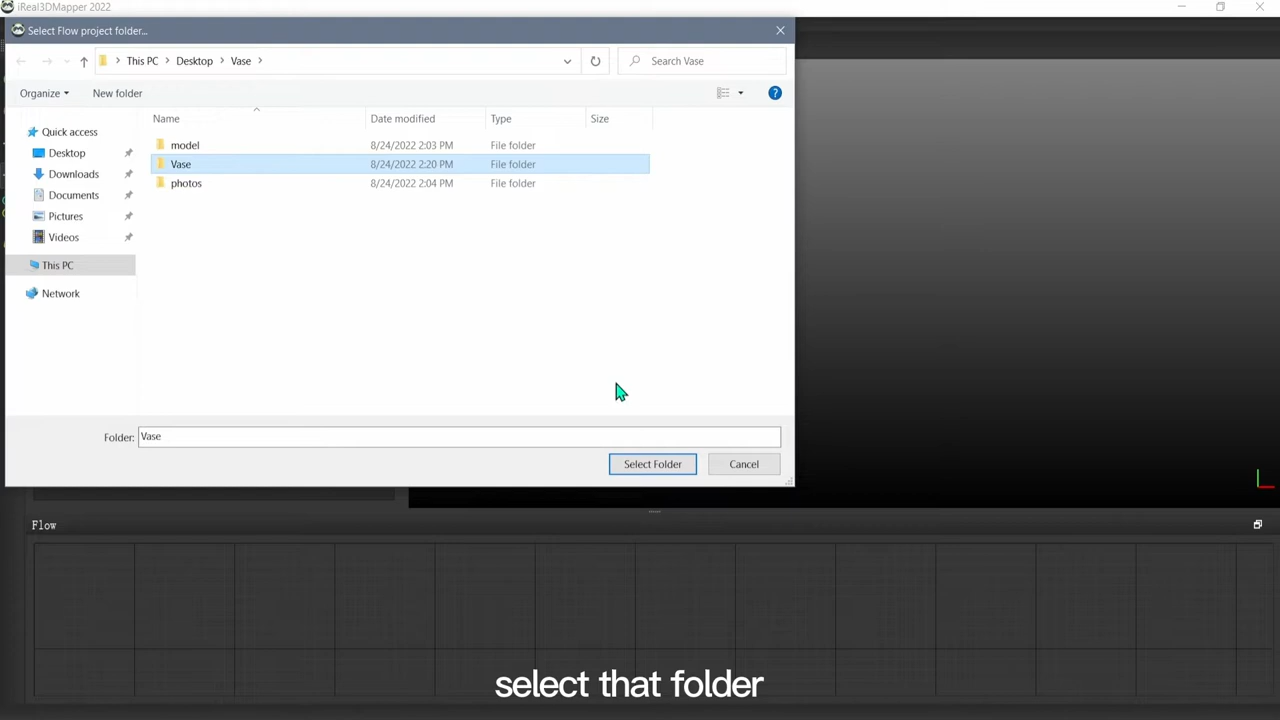 iReal3DMapper 2022
Select Flow project folder...
This PC Desktop Vase
Search Vase
Organize New folder
Name Date modified Type Size
Quick access
Desktop
Downloads
Documents
Pictures
Videos
This PC
Network
model 8/24/2022 2:03 PM File folder
Vase 8/24/2022 2:20 PM File folder
photos 8/24/2022 2:04 PM File folder
Folder: Vase
Select Folder Cancel
Flow
select that folder